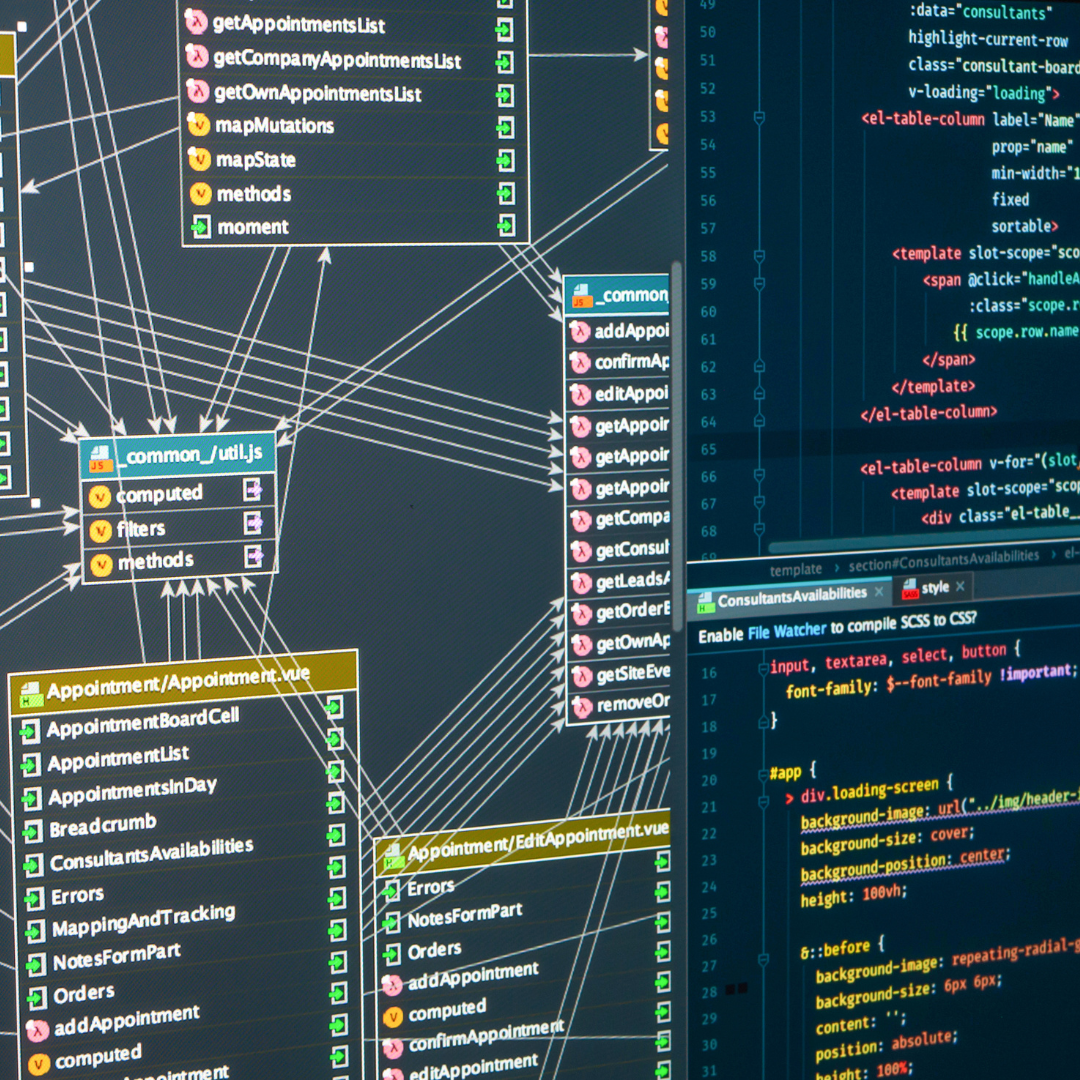 getAppointmentsList
getCompanyAppointmentsList
getOwnAppointmentsList
mapMutations
mapState
methods
moment
JS _common_/util.js
computed
filters
methods
JS _common
addAppoi
confirmAp
editAppoi
getAppoir
getAppoir
getAppoir
getCompa
getConsul
getLeadsA
getOrderE
getOwnAp
getSiteEve
removeOr
H Appointment/Appointment.vue
AppointmentBoardCell
AppointmentList
AppointmentsInDay
Breadcrumb
ConsultantsAvailabilities
Errors
MappingAndTracking
NotesFormPart
Orders
addAppointment
computed
H Appointment/EditAppointment.vue
Errors
NotesFormPart
Orders
addAppointment
computed
confirmAppointment
editAppointment
49 :data="consultants"
50 highlight-current-row
51 class="consultant-board
52 v-loading="loading">
53 <el-table-column label="Name"
54 prop="name"
55 min-width="1
56 fixed
57 sortable>
58 <template slot-scope="sco
59 <span @click="handleA
60 :class="scope.r
61 {{ scope.row.name
62 </span>
63 </template>
64 </el-table-column>
65
66 <el-table-column v-for="(slot,
67 <template slot-scope="scop
68 <div class="el-table_
69
template › section#ConsultantsAvailabilities › el-
H ConsultantsAvailabilities × SASS style ×
Enable File Watcher to compile SCSS to CSS?
16 input, textarea, select, button {
17 font-family: $--font-family !important;
18 }
19
20 #app {
21 > div.loading-screen {
22 background-image: url("../img/header-i
23 background-size: cover;
24 background-position: center;
25 height: 100vh;
26
27 &::before {
28 background-image: repeating-radial-g
29 background-size: 6px 6px;
30 content: '';
31 position: absolute;
height: 100%;